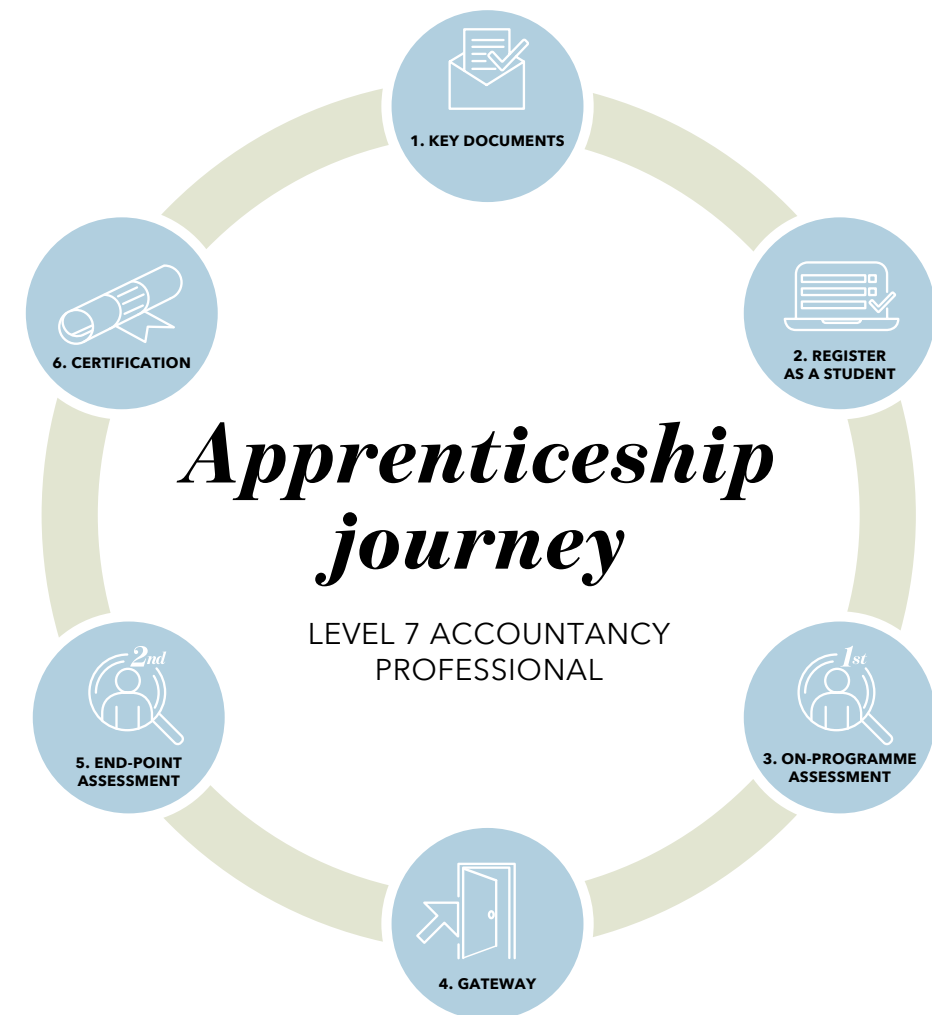 1. KEY DOCUMENTS
2. REGISTER
AS A STUDENT
1st
3. ON-PROGRAMME
ASSESSMENT
4. GATEWAY
2nd
5. END-POINT
ASSESSMENT
6. CERTIFICATION
Apprenticeship
journey
LEVEL 7 ACCOUNTANCY
PROFESSIONAL